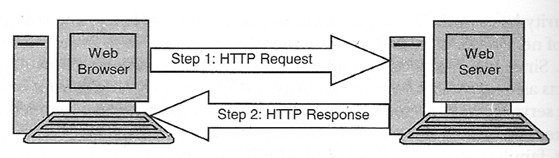 Web
Browser
Step 1: HTTP Request
Web
Server
Step 2: HTTP Response